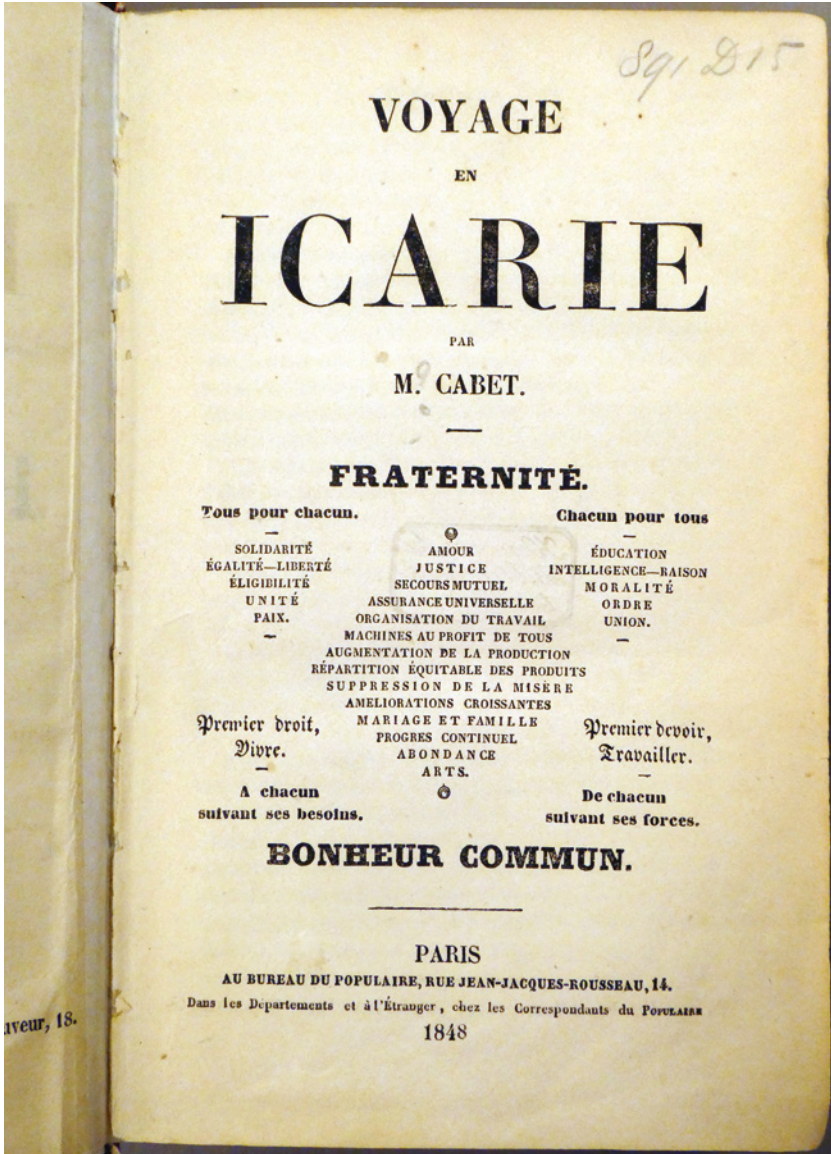 891 D 15
VOYAGE
EN
ICARIE
PAR
M. CABET.
FRATERNITÉ.
Tous pour chacun.
SOLIDARITÉ
ÉGALITÉ—LIBERTÉ
ÉLIGIBILITÉ
UNITÉ
PAIX.
AMOUR
JUSTICE
SECOURS MUTUEL
ASSURANCE UNIVERSELLE
ORGANISATION DU TRAVAIL
MACHINES AU PROFIT DE TOUS
AUGMENTATION DE LA PRODUCTION
RÉPARTITION ÉQUITABLE DES PRODUITS
SUPPRESSION DE LA MISÈRE
AMELIORATIONS CROISSANTES
MARIAGE ET FAMILLE
PROGRES CONTINUEL
ABONDANCE
ARTS.
Chacun pour tous
ÉDUCATION
INTELLIGENCE—RAISON
MORALITÉ
ORDRE
UNION.
Premier droit,
Vivre.
A chacun
suivant ses besoins.
Premier devoir,
Travailler.
De chacun
suivant ses forces.
BONHEUR COMMUN.
PARIS
AU BUREAU DU POPULAIRE, RUE JEAN-JACQUES-ROUSSEAU, 14.
Dans les Departements et à l'Étranger, chez les Correspondants du POPULAIRE
1848
uveur, 18.